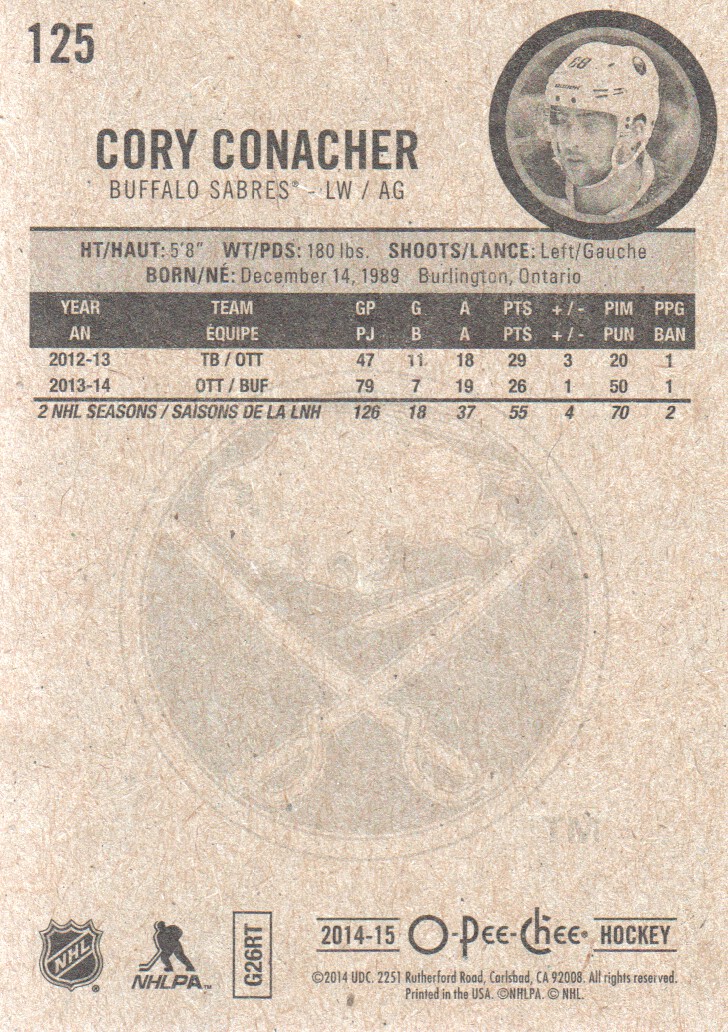 125
CORY CONACHER
BUFFALO SABRES® - LW / AG
HT/HAUT: 5'8" WT/PDS: 180 lbs. SHOOTS/LANCE: Left/Gauche
BORN/NÉ: December 14, 1989 Burlington, Ontario
YEAR TEAM GP G A PTS +/- PIM PPG
AN ÉQUIPE PJ B A PTS +/- PUN BAN
2012-13 TB / OTT 47 11 18 29 3 20 1
2013-14 OTT / BUF 79 7 19 26 1 50 1
2 NHL SEASONS / SAISONS DE LA LNH 126 18 37 55 4 70 2
TM
NHL ®
NHLPA™
G26RT
2014-15 O-Pee-Chee® HOCKEY
©2014 UDC. 2251 Rutherford Road, Carlsbad, CA 92008. All rights reserved.
Printed in the USA. ©NHLPA. © NHL.